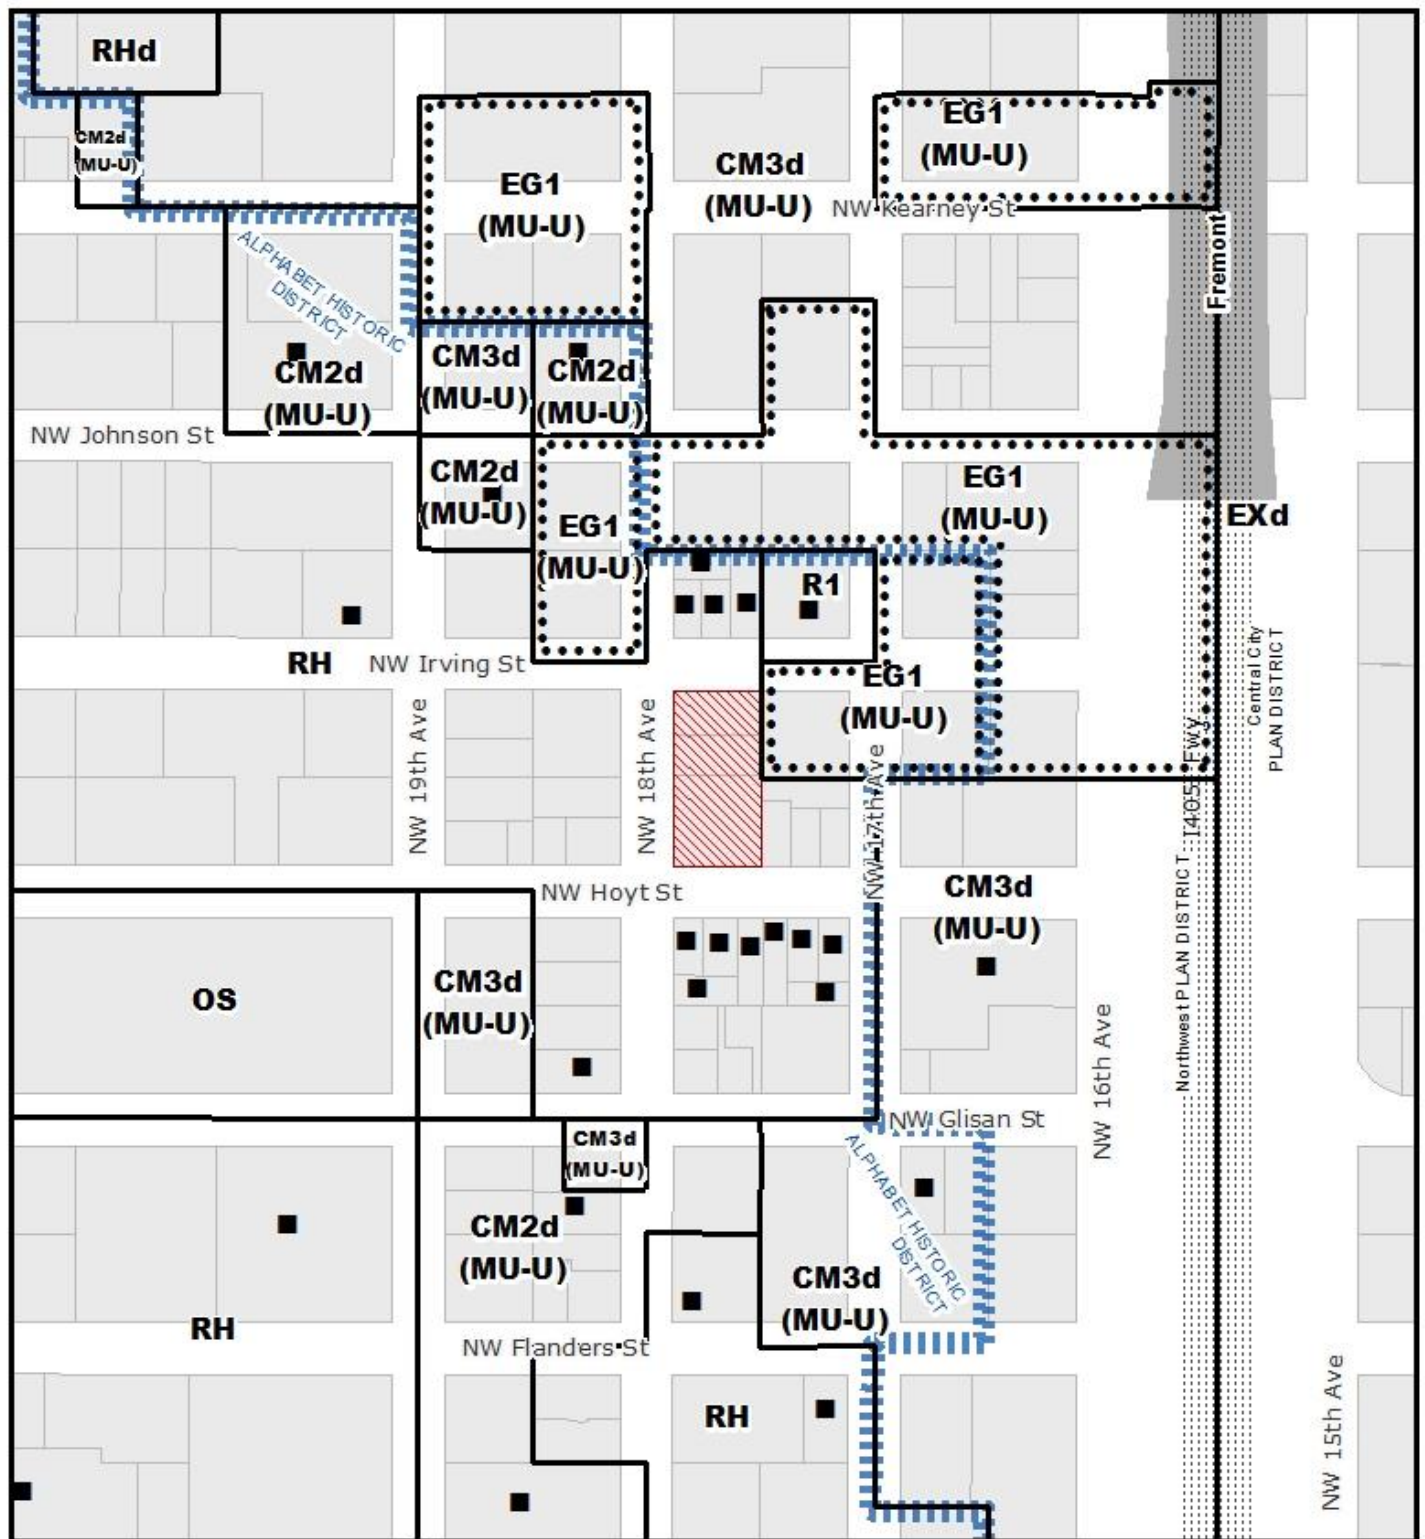 RHd
CM2d
(MU-U)
EG1
(MU-U)
CM3d
(MU-U)
EG1
(MU-U)
NW Kearney St
Fremont
ALPHABET HISTORIC
DISTRICT
CM2d
(MU-U)
CM3d
(MU-U)
CM2d
(MU-U)
NW Johnson St
CM2d
(MU-U)
EG1
(MU-U)
EG1
(MU-U)
EXd
R1
RH
NW Irving St
EG1
(MU-U)
NW 19th Ave
NW 18th Ave
NW 17th Ave
I405 FWY
Central City
PLAN DISTRICT
Northwest PLAN DISTRICT
NW Hoyt St
CM3d
(MU-U)
OS
CM3d
(MU-U)
NW 16th Ave
NW Glisan St
CM3d
(MU-U)
ALPHABET HISTORIC
DISTRICT
CM2d
(MU-U)
CM3d
(MU-U)
RH
NW Flanders St
RH
NW 15th Ave